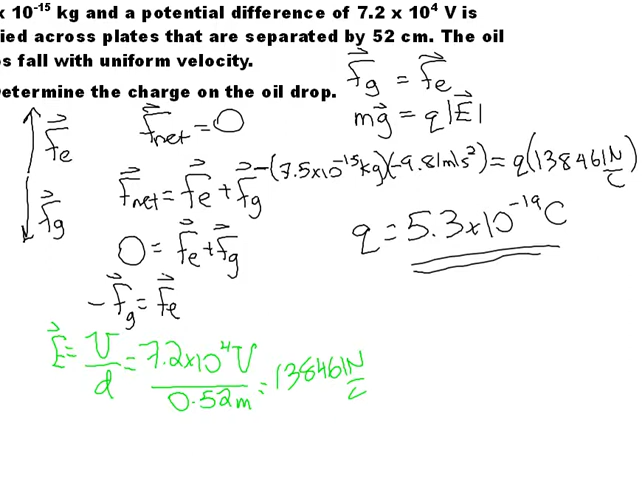 x 10⁻¹⁵ kg and a potential difference of 7.2 x 10⁴ V is
ied across plates that are separated by 52 cm. The oil
s fall with uniform velocity.
etermine the charge on the oil drop.
F⃗g = F⃗e
mg⃗ = q|E⃗|
-(7.5x10⁻¹⁵kg)(-9.81m/s²) = q(138461N/C)
q = 5.3x10⁻¹⁹C
F⃗e
F⃗g
F⃗net = 0
F⃗net = F⃗e + F⃗g
0 = F⃗e + F⃗g
-F⃗g = F⃗e
E⃗ = V/d = 7.2x10⁴V/0.52m = 138461N/C